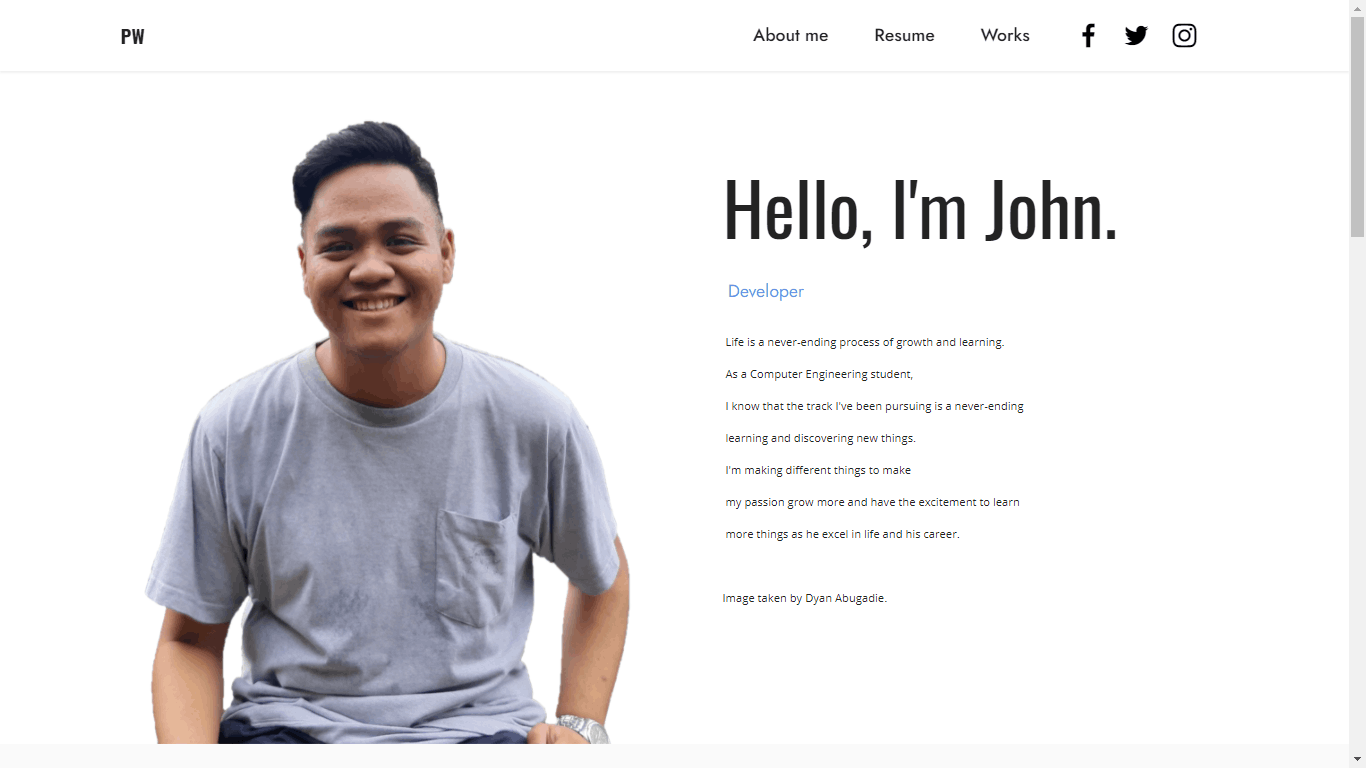 PW
About me
Resume
Works
Hello, I'm John.
Developer
Life is a never-ending process of growth and learning.
As a Computer Engineering student,
I know that the track I've been pursuing is a never-ending
learning and discovering new things.
I'm making different things to make
my passion grow more and have the excitement to learn
more things as he excel in life and his career.
Image taken by Dyan Abugadie.